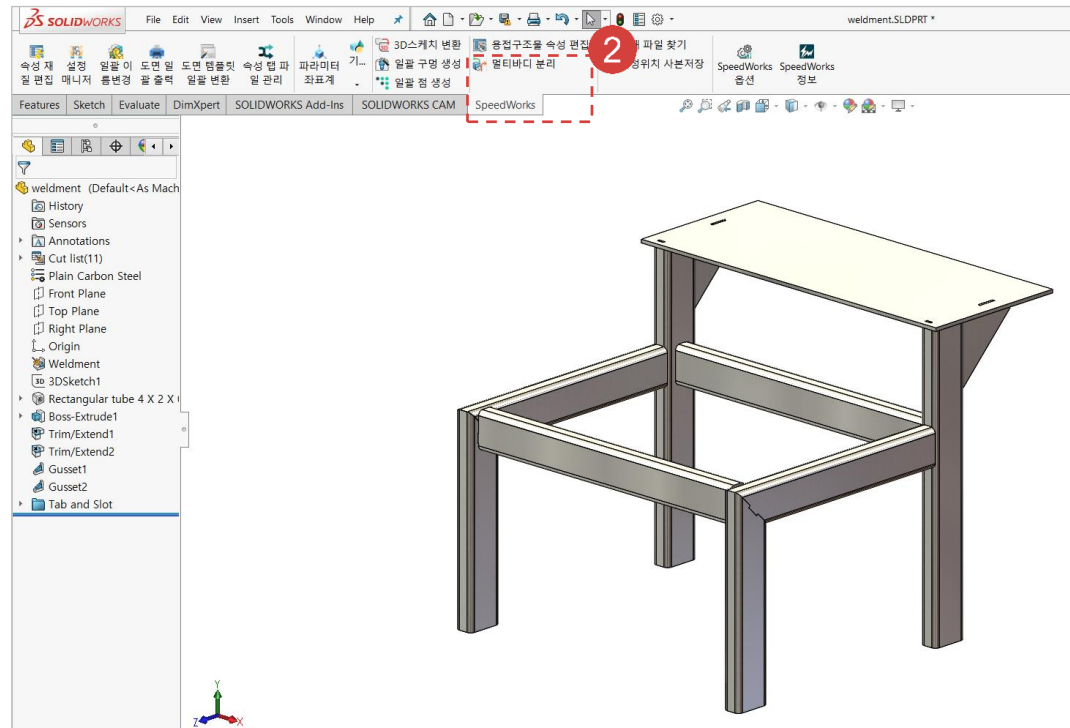 SOLIDWORKS File Edit View Insert Tools Window Help weldment.SLDPRT *
3D스케치 변환 용접구조물 속성 편집 파일 찾기
속성 재질 편집 설정 매니저 일괄 이름변경 도면 일괄 출력 도면 템플릿 일괄 변환 속성 탭 파일 관리 파라미터 좌표계 기... 일괄 구멍 생성 멀티바디 분리 2 위치 사본저장 SpeedWorks 옵션 SpeedWorks 정보
일괄 점 생성
Features Sketch Evaluate DimXpert SOLIDWORKS Add-Ins SOLIDWORKS CAM SpeedWorks
weldment (Default<As Mach
History
Sensors
Annotations
Cut list(11)
Plain Carbon Steel
Front Plane
Top Plane
Right Plane
Origin
Weldment
3D 3DSketch1
Rectangular tube 4 X 2 X
Boss-Extrude1
Trim/Extend1
Trim/Extend2
Gusset1
Gusset2
Tab and Slot
Y
Z X